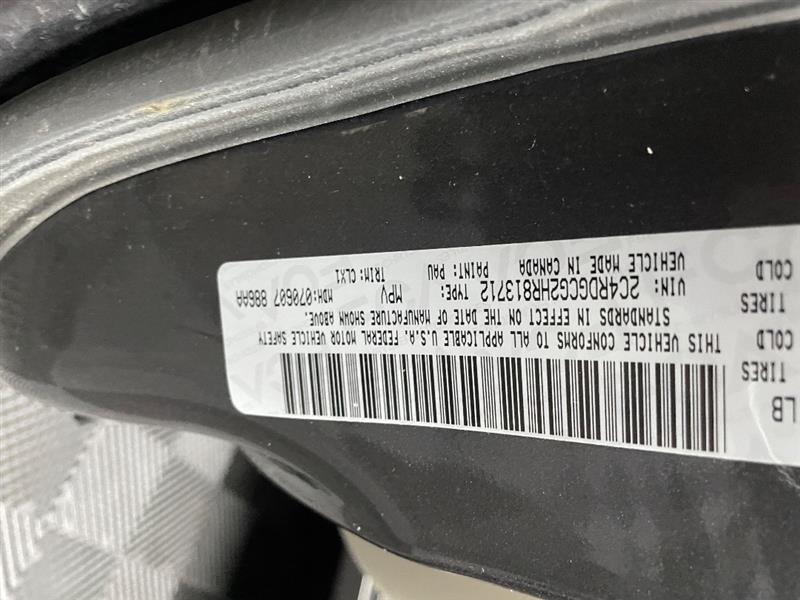 LB
TIRES
COLD
TIRES
COLD
THIS VEHICLE CONFORMS TO ALL APPLICABLE U.S.A. FEDERAL MOTOR VEHICLE SAFETY
STANDARDS IN EFFECT ON THE DATE OF MANUFACTURE SHOWN ABOVE.
VIN: 2C4RDGCG2HR813712 TYPE: MPV MDH:070607 886AA
VEHICLE MADE IN CANADA PAINT: PAU TRIM: CLX1